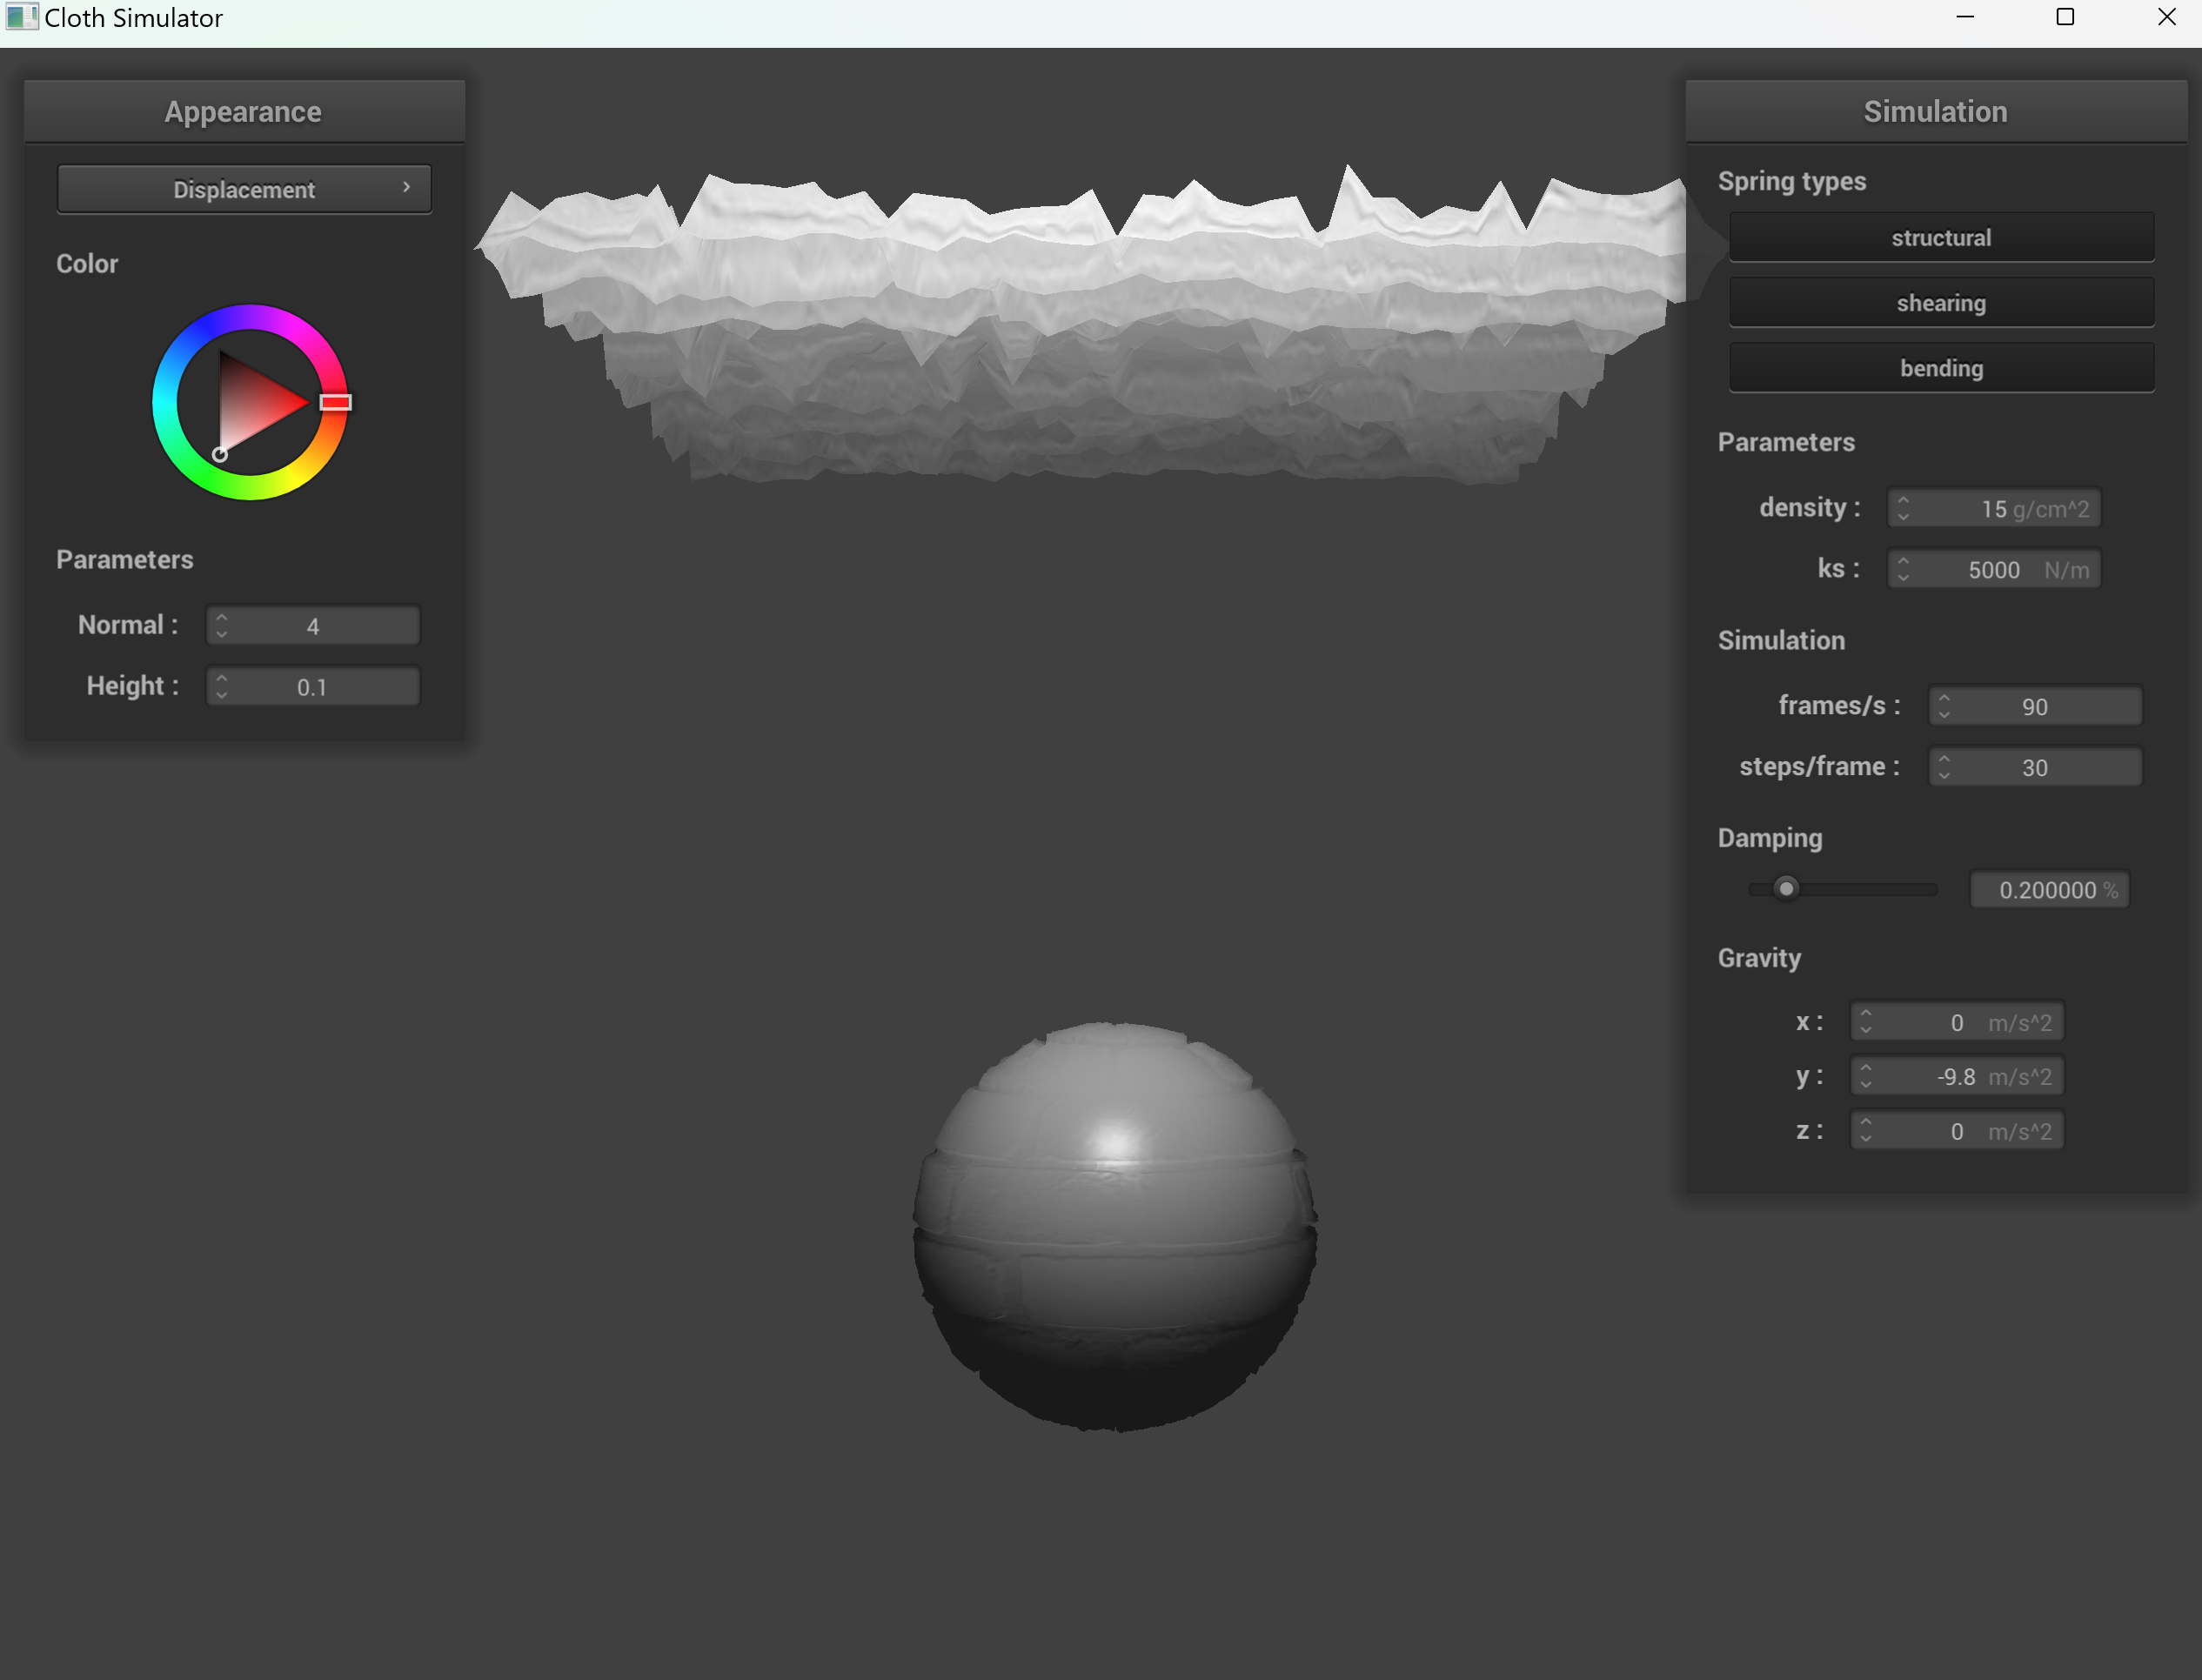 Cloth Simulator
Appearance
Displacement
Color
Parameters
Normal : 4
Height : 0.1
Simulation
Spring types
structural
shearing
bending
Parameters
density : 15 g/cm^2
ks : 5000 N/m
Simulation
frames/s : 90
steps/frame : 30
Damping
0.200000 %
Gravity
x : 0 m/s^2
y : -9.8 m/s^2
z : 0 m/s^2